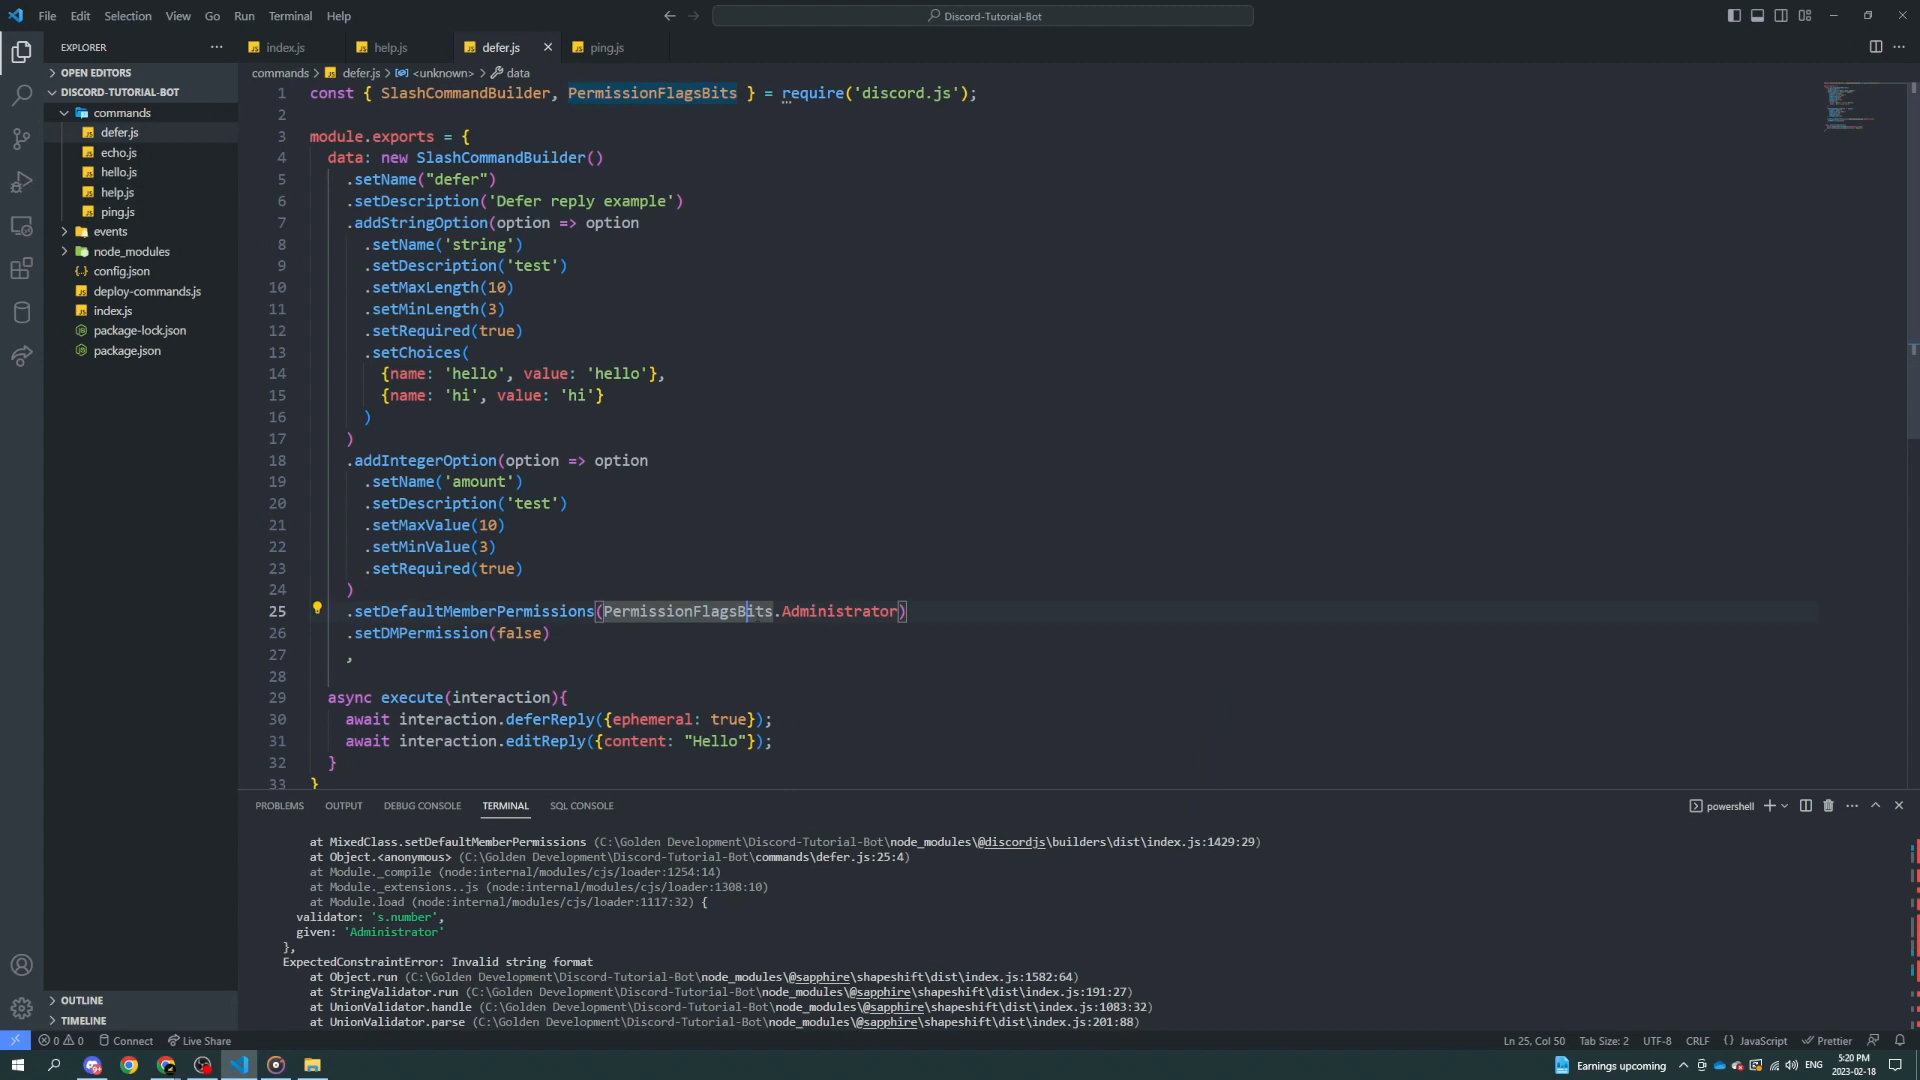 File Edit Selection View Go Run Terminal Help
Discord-Tutorial-Bot
EXPLORER
index.js
help.js
defer.js
ping.js
OPEN EDITORS
DISCORD-TUTORIAL-BOT
commands
defer.js
echo.js
hello.js
help.js
ping.js
events
node_modules
config.json
deploy-commands.js
index.js
package-lock.json
package.json
OUTLINE
TIMELINE
commands > defer.js > <unknown> > data
1 const { SlashCommandBuilder, PermissionFlagsBits } = require('discord.js');
2
3 module.exports = {
4 data: new SlashCommandBuilder()
5 .setName("defer")
6 .setDescription('Defer reply example')
7 .addStringOption(option => option
8 .setName('string')
9 .setDescription('test')
10 .setMaxLength(10)
11 .setMinLength(3)
12 .setRequired(true)
13 .setChoices(
14 {name: 'hello', value: 'hello'},
15 {name: 'hi', value: 'hi'}
16 )
17 )
18 .addIntegerOption(option => option
19 .setName('amount')
20 .setDescription('test')
21 .setMaxValue(10)
22 .setMinValue(3)
23 .setRequired(true)
24 )
25 .setDefaultMemberPermissions(PermissionFlagsBits.Administrator)
26 .setDMPermission(false)
27 ,
28
29 async execute(interaction){
30 await interaction.deferReply({ephemeral: true});
31 await interaction.editReply({content: "Hello"});
32 }
33 }
PROBLEMS OUTPUT DEBUG CONSOLE TERMINAL SQL CONSOLE
powershell
at MixedClass.setDefaultMemberPermissions (C:\Golden Development\Discord-Tutorial-Bot\node_modules\@discordjs\builders\dist\index.js:1429:29)
at Object.<anonymous> (C:\Golden Development\Discord-Tutorial-Bot\commands\defer.js:25:4)
at Module._compile (node:internal/modules/cjs/loader:1254:14)
at Module._extensions..js (node:internal/modules/cjs/loader:1308:10)
at Module.load (node:internal/modules/cjs/loader:1117:32) {
validator: 's.number',
given: 'Administrator'
},
ExpectedConstraintError: Invalid string format
at Object.run (C:\Golden Development\Discord-Tutorial-Bot\node_modules\@sapphire\shapeshift\dist\index.js:1582:64)
at StringValidator.run (C:\Golden Development\Discord-Tutorial-Bot\node_modules\@sapphire\shapeshift\dist\index.js:191:27)
at UnionValidator.handle (C:\Golden Development\Discord-Tutorial-Bot\node_modules\@sapphire\shapeshift\dist\index.js:1083:32)
at UnionValidator.parse (C:\Golden Development\Discord-Tutorial-Bot\node_modules\@sapphire\shapeshift\dist\index.js:201:88)
0 0 Connect Live Share
Ln 25, Col 50 Tab Size: 2 UTF-8 CRLF {} JavaScript Prettier
Earnings upcoming
ENG
5:20 PM
2023-02-18